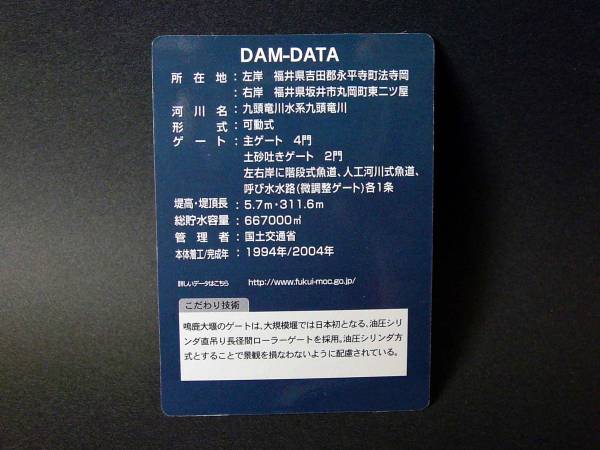 DAM-DATA
所在地：左岸 福井県吉田郡永平寺町法寺岡
右岸 福井県坂井市丸岡町東二ツ屋
河川名：九頭竜川水系九頭竜川
形式：可動式
ゲート：主ゲート 4門
土砂吐きゲート 2門
左右岸に階段式魚道、人工河川式魚道、
呼び水水路(微調整ゲート)各1条
堤高・堤頂長：5.7m・311.6m
総貯水容量：667000㎥
管理者：国土交通省
本体着工/完成年：1994年/2004年
詳しいデータはこちら http://www.fukui-moc.go.jp/
こだわり技術
鳴鹿大堰のゲートは、大規模堰では日本初となる、油圧シリ
ンダ直吊り長径間ローラーゲートを採用。油圧シリンダ方
式とすることで景観を損なわないように配慮されている。